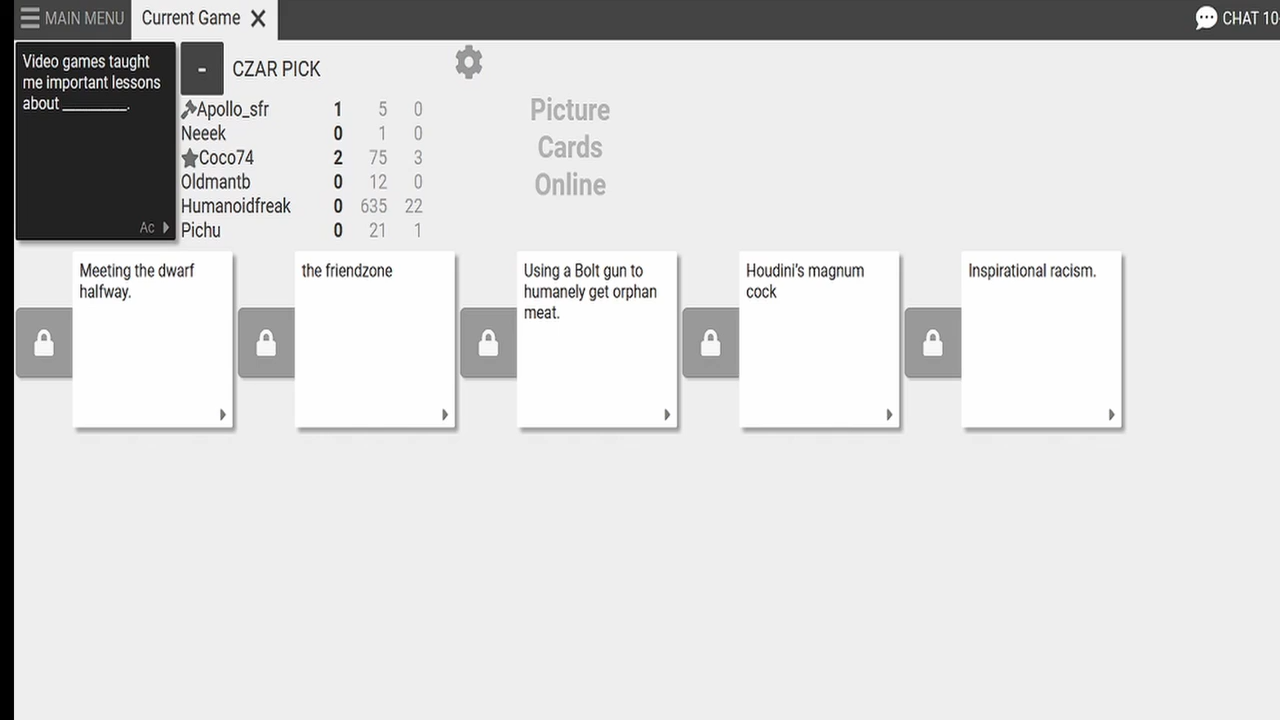 MAIN MENU
Current Game
CHAT 10
Video games taught
me important lessons
about _________.
Ac
-
CZAR PICK
Apollo_sfr 1 5 0
Neeek 0 1 0
Coco74 2 75 3
Oldmantb 0 12 0
Humanoidfreak 0 635 22
Pichu 0 21 1
Picture
Cards
Online
Meeting the dwarf
halfway.
the friendzone
Using a Bolt gun to
humanely get orphan
meat.
Houdini's magnum
cock
Inspirational racism.